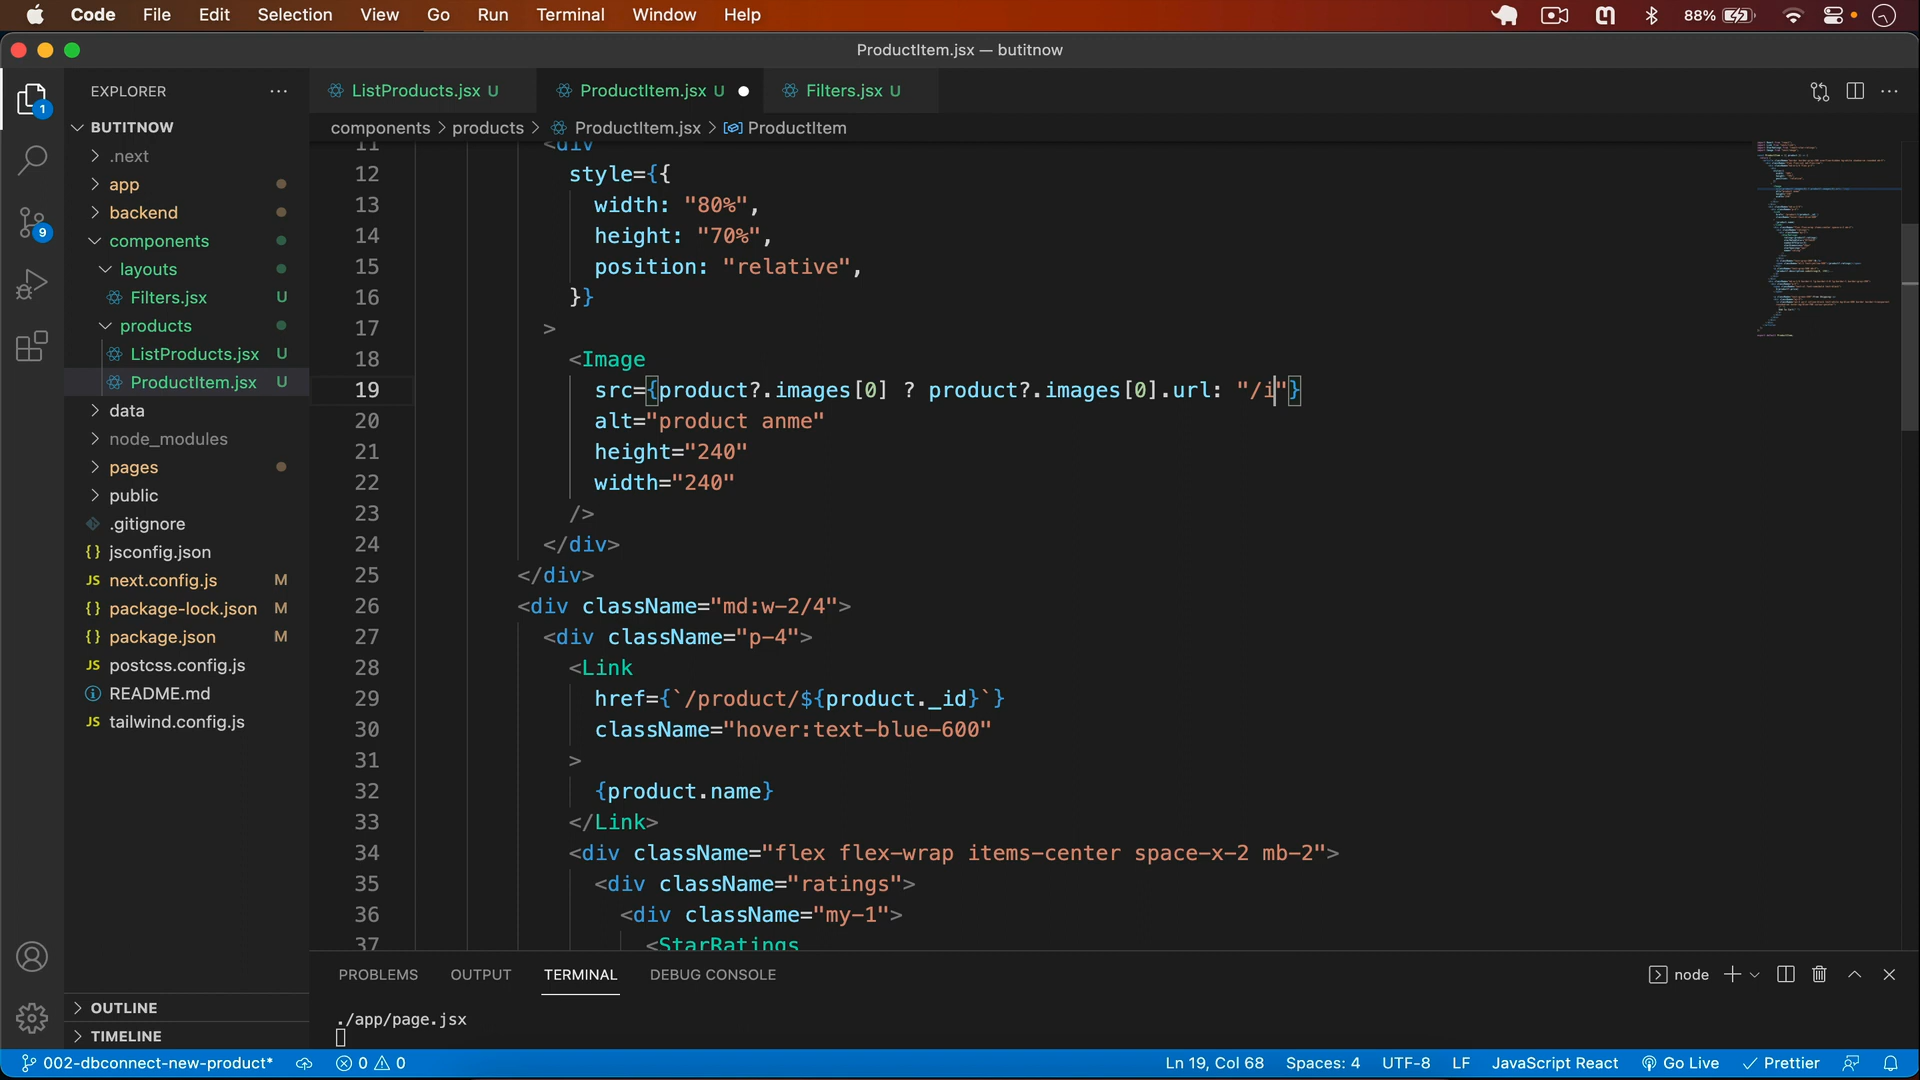 Code File Edit Selection View Go Run Terminal Window Help 88%
ProductItem.jsx — butitnow
1
EXPLORER
ListProducts.jsx U
ProductItem.jsx U
Filters.jsx U
components > products > ProductItem.jsx > ProductItem
BUTITNOW
.next
app
backend
9
components
layouts
Filters.jsx U
products
ListProducts.jsx U
ProductItem.jsx U
data
node_modules
pages
public
.gitignore
jsconfig.json
next.config.js M
package-lock.json M
package.json M
postcss.config.js
README.md
tailwind.config.js
OUTLINE
TIMELINE
11 <div
12 style={{
13 width: "80%",
14 height: "70%",
15 position: "relative",
16 }}
17 >
18 <Image
19 src={product?.images[0] ? product?.images[0].url: "/i"}
20 alt="product anme"
21 height="240"
22 width="240"
23 />
24 </div>
25 </div>
26 <div className="md:w-2/4">
27 <div className="p-4">
28 <Link
29 href={`/product/${product._id}`}
30 className="hover:text-blue-600"
31 >
32 {product.name}
33 </Link>
34 <div className="flex flex-wrap items-center space-x-2 mb-2">
35 <div className="ratings">
36 <div className="my-1">
37 <StarRatings
PROBLEMS OUTPUT TERMINAL DEBUG CONSOLE
node
./app/page.jsx
002-dbconnect-new-product* 0 0 Ln 19, Col 68 Spaces: 4 UTF-8 LF JavaScript React Go Live Prettier